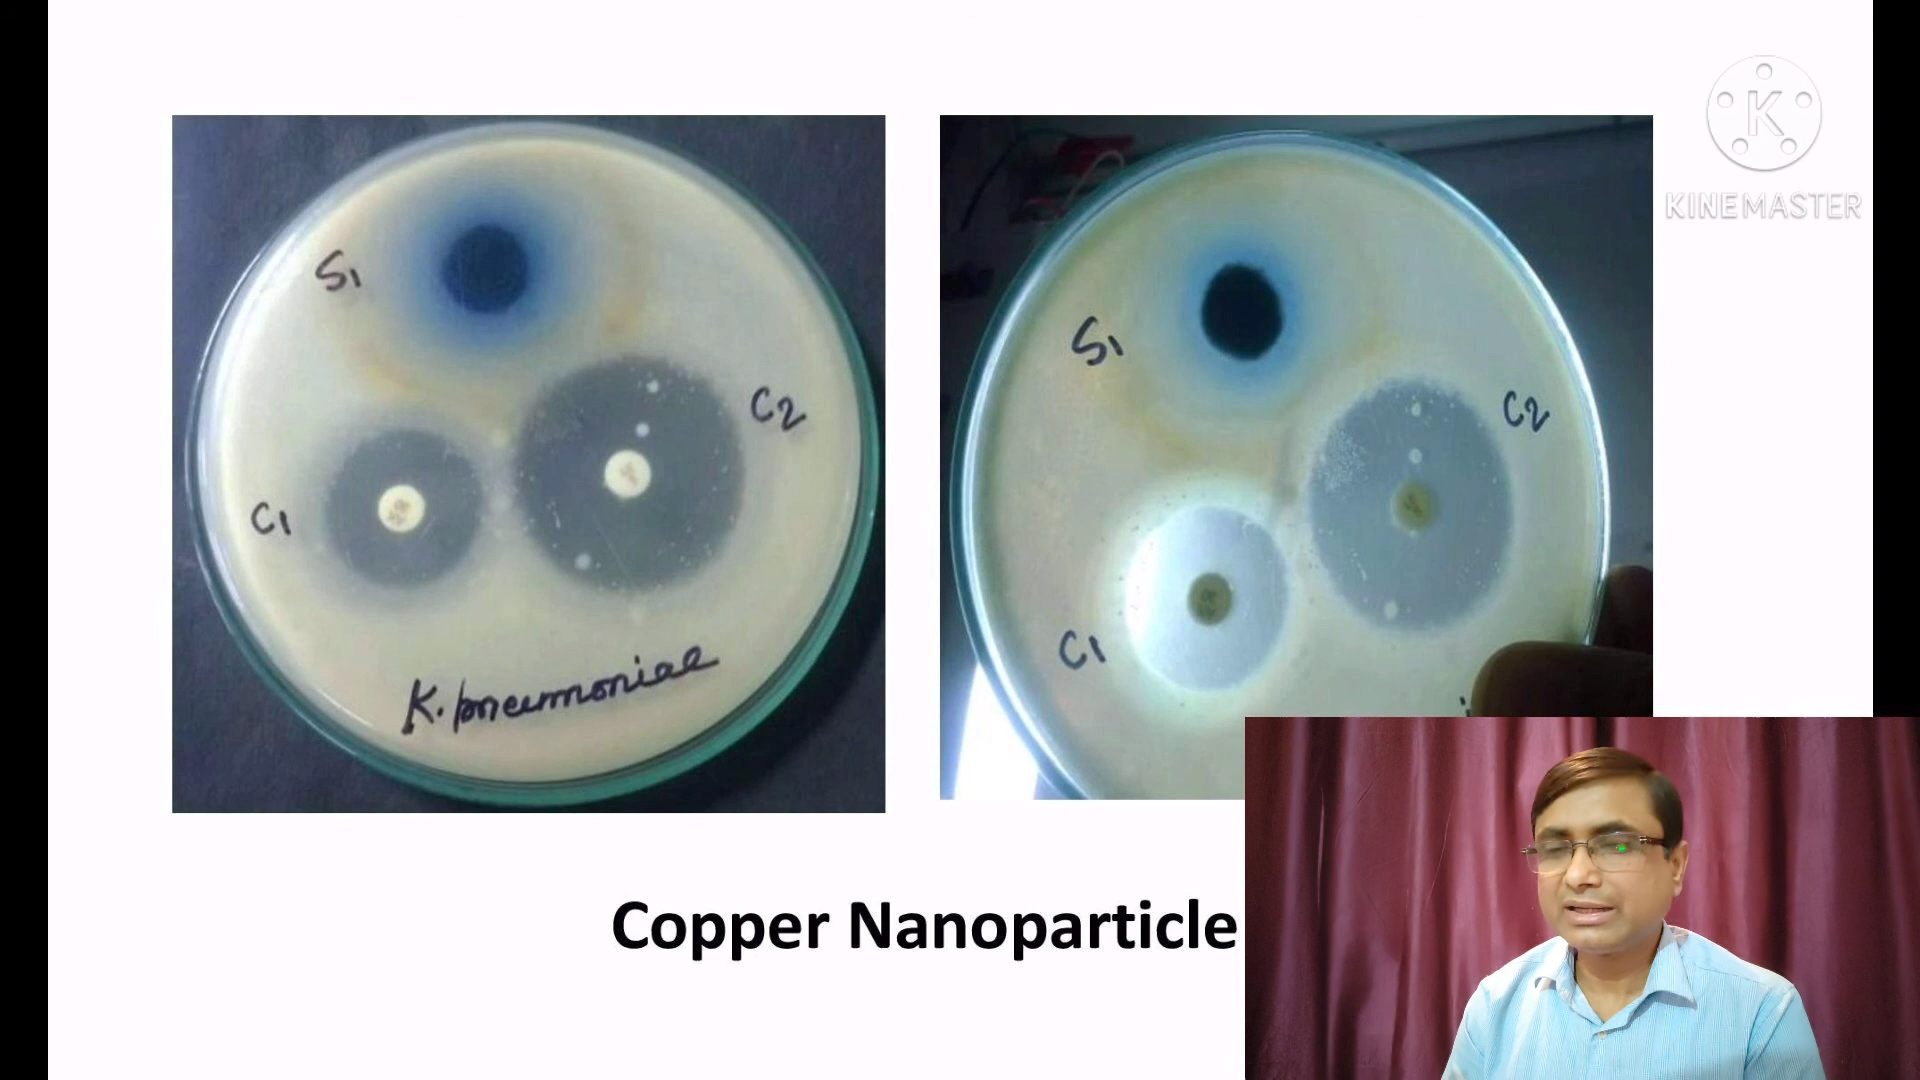 K
KINEMASTER
S1
C2
C1
K. pneumoniae
S1
C2
C1
Copper Nanoparticle